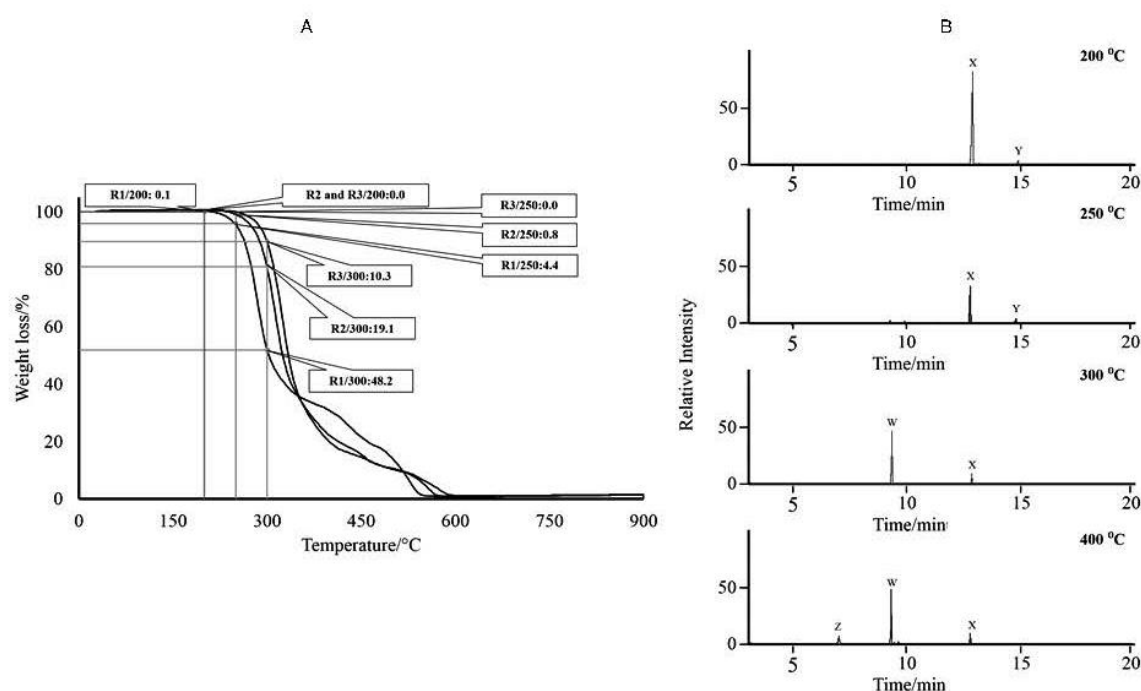 A
R1/200: 0.1
R2 and R3/200:0.0
R3/250:0.0
R2/250:0.8
R1/250:4.4
R3/300:10.3
R2/300:19.1
R1/300:48.2
Weight loss/%
100
80
60
40
20
0
0 150 300 450 600 750 900
Temperature/°C
B
Relative Intensity
200 °C
50
0
X
Y
5 10 15 20
Time/min
250 °C
50
0
X
Y
5 10 15 20
Time/min
300 °C
50
0
W
X
5 10 15 20
Time/min
400 °C
50
0
Z
W
X
5 10 15 20
Time/min